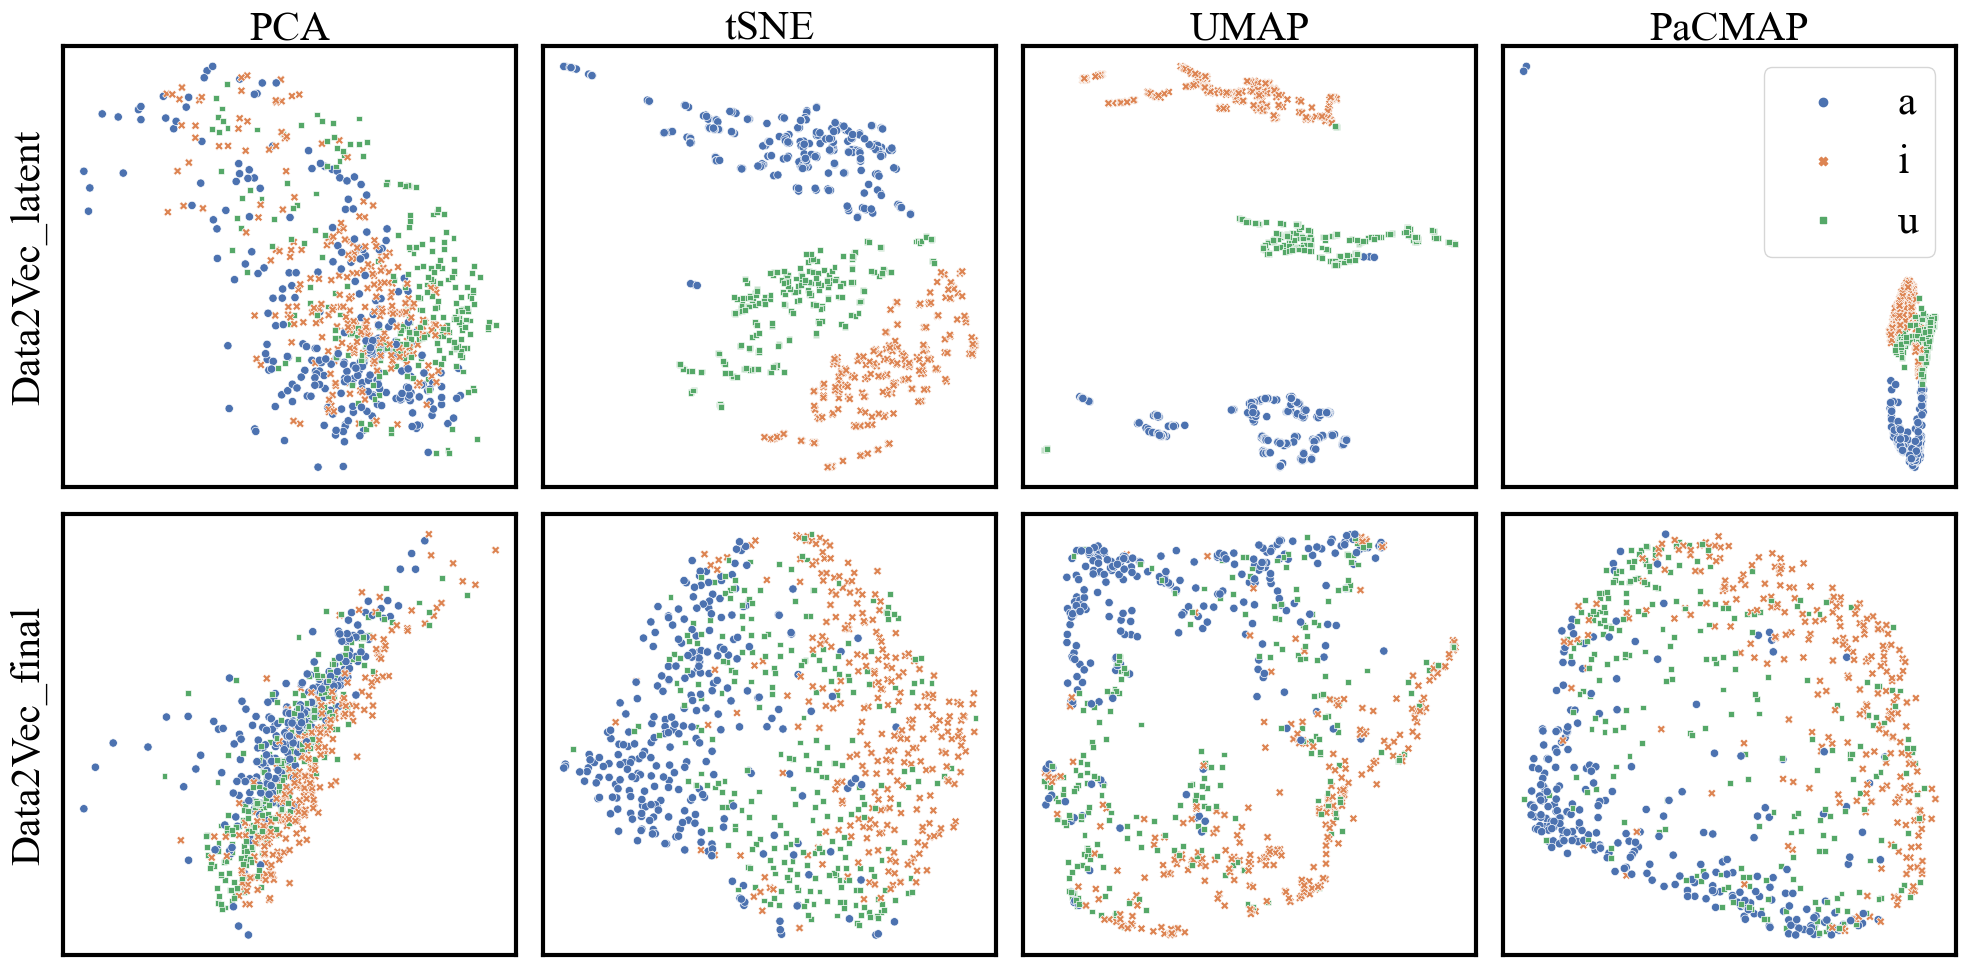 PCA
tSNE
UMAP
PaCMAP
Data2Vec_latent
a
i
u
Data2Vec_final